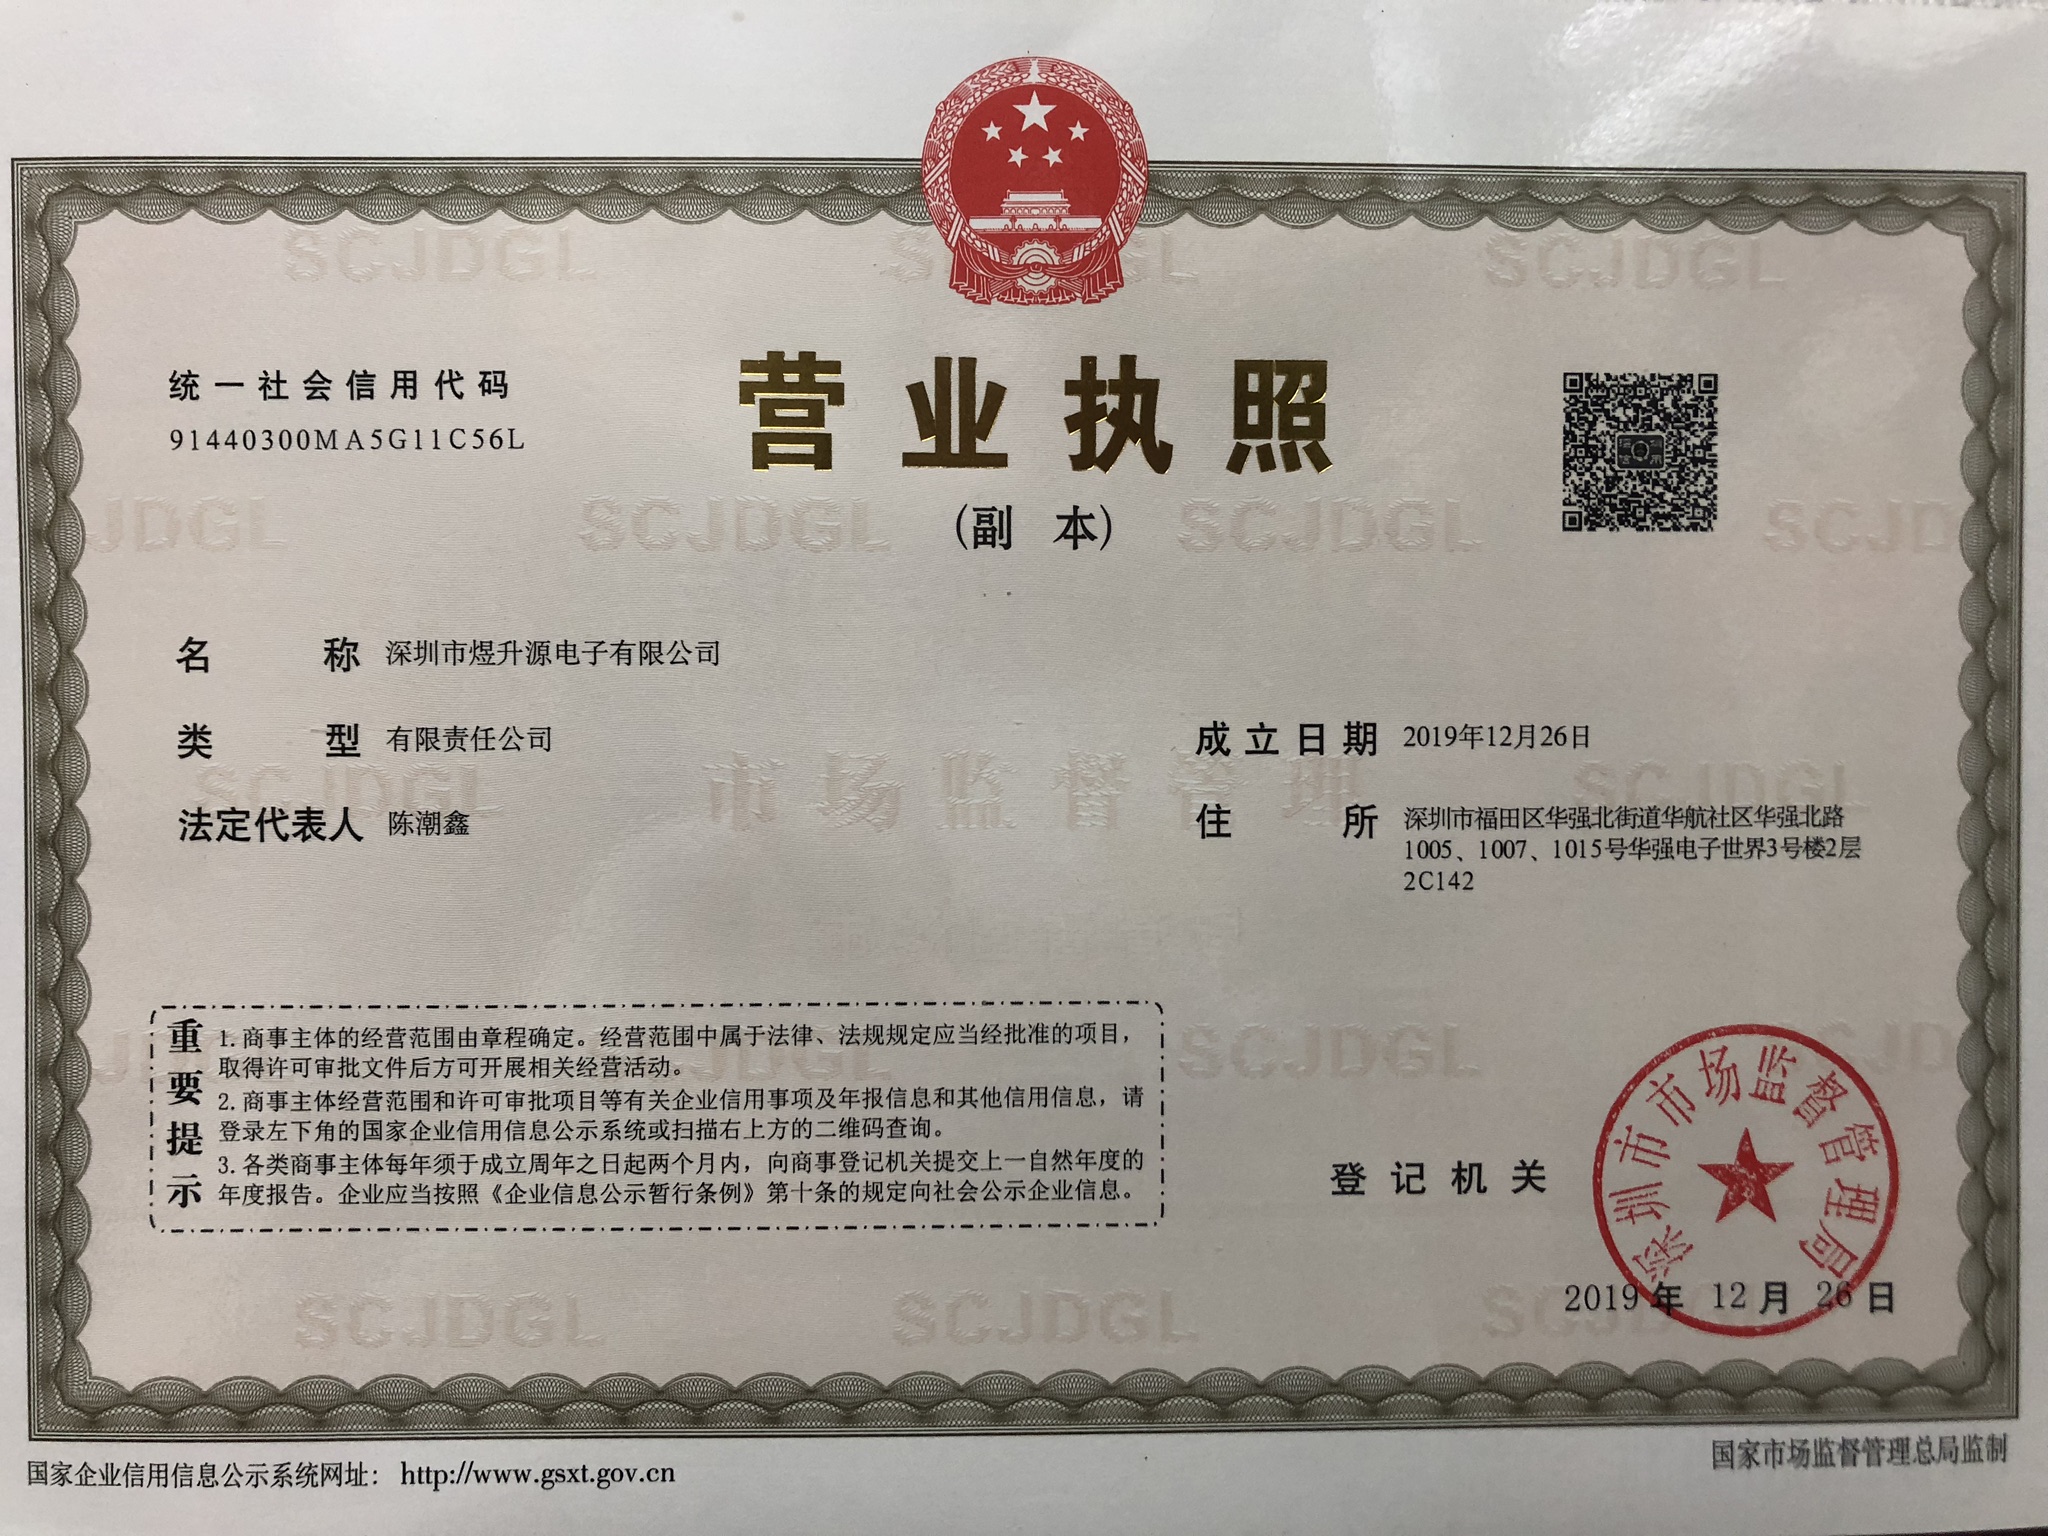 统一社会信用代码
91440300MA5G11C56L
营业执照
(副 本)
名 称 深圳市煜升源电子有限公司
类 型 有限责任公司
法定代表人 陈潮鑫
成立日期 2019年12月26日
住 所 深圳市福田区华强北街道华航社区华强北路
1005、1007、1015号华强电子世界3号楼2层
2C142
重要提示
1.商事主体的经营范围由章程确定。经营范围中属于法律、法规规定应当经批准的项目，
取得许可审批文件后方可开展相关经营活动。
2.商事主体经营范围和许可审批项目等有关企业信用事项及年报信息和其他信用信息，请
登录左下角的国家企业信用信息公示系统或扫描右上方的二维码查询。
3.各类商事主体每年须于成立周年之日起两个月内，向商事登记机关提交上一自然年度的
年度报告。企业应当按照《企业信息公示暂行条例》第十条的规定向社会公示企业信息。
登记机关
深圳市市场监督管理局
2019 年 12 月 26 日
国家企业信用信息公示系统网址： http://www.gsxt.gov.cn
国家市场监督管理总局监制
SCJDGL
市场监督管理